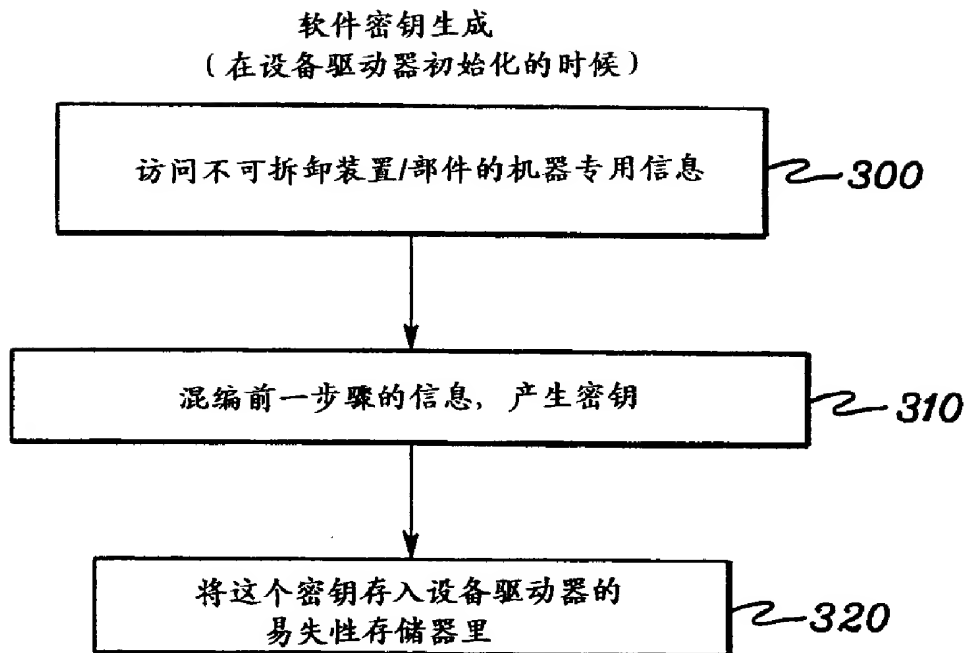 软件密钥生成
(在设备驱动器初始化的时候)
访问不可拆卸装置/部件的机器专用信息
300
混编前一步骤的信息, 产生密钥
310
将这个密钥存入设备驱动器的
易失性存储器里
320